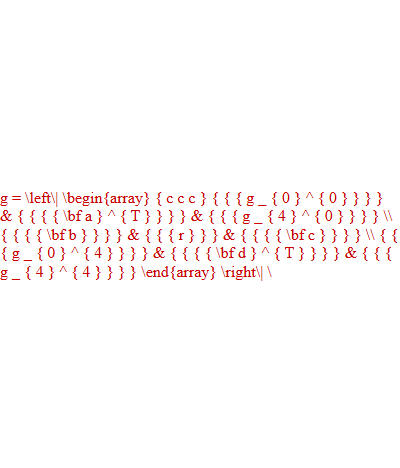 g = \left\| \begin{array} { c c c } { { { g _ { 0 } ^ { 0 } } } }
& { { { { \bf a } ^ { T } } } } & { { { g _ { 4 } ^ { 0 } } } } \\
{ { { { \bf b } } } } & { { { r } } } & { { { { \bf c } } } } \\ { {
{ g _ { 0 } ^ { 4 } } } } & { { { { \bf d } ^ { T } } } } & { { {
g _ { 4 } ^ { 4 } } } } \end{array} \right\| \